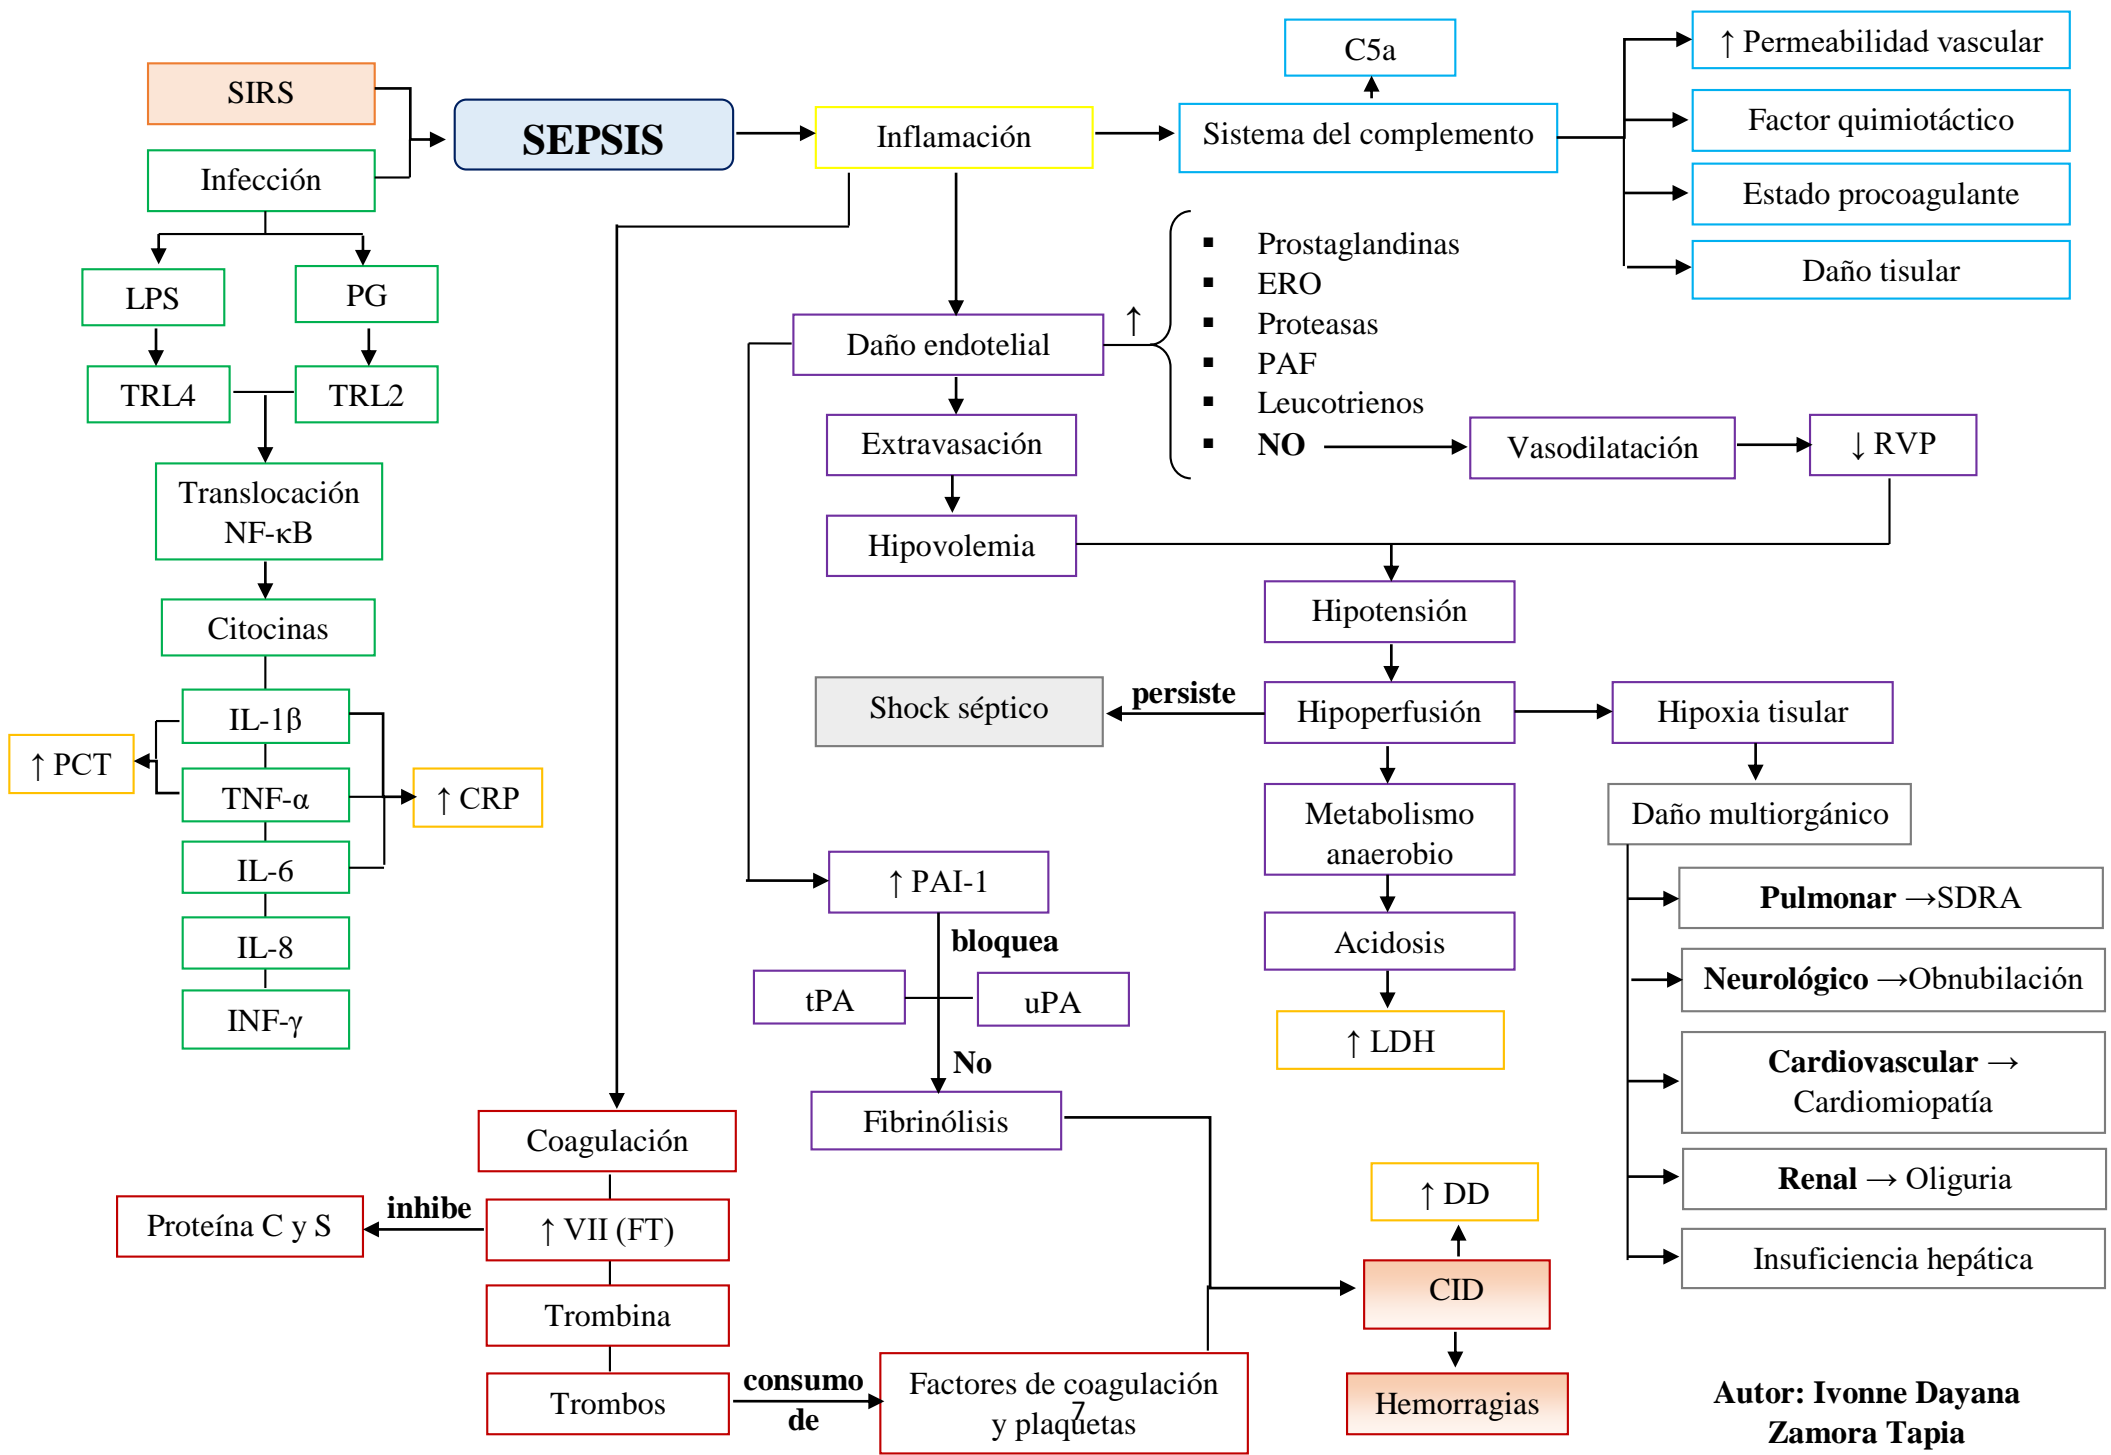 SIRS
Infección
SEPSIS
Inflamación
C5a
Sistema del complemento
↑ Permeabilidad vascular
Factor quimiotáctico
Estado procoagulante
Daño tisular
LPS
PG
TRL4
TRL2
Translocación
NF-κB
Citocinas
IL-1β
TNF-α
IL-6
IL-8
INF-γ
↑ PCT
↑ CRP
Daño endotelial
↑
▪ Prostaglandinas
▪ ERO
▪ Proteasas
▪ PAF
▪ Leucotrienos
▪ NO
Vasodilatación
↓ RVP
Extravasación
Hipovolemia
Hipotensión
Hipoperfusión
persiste
Shock séptico
Hipoxia tisular
Metabolismo
anaerobio
Acidosis
↑ LDH
Daño multiorgánico
Pulmonar →SDRA
Neurológico →Obnubilación
Cardiovascular →
Cardiomiopatía
Renal → Oliguria
Insuficiencia hepática
↑ PAI-1
bloquea
tPA
uPA
No
Fibrinólisis
Coagulación
↑ VII (FT)
inhibe
Proteína C y S
Trombina
Trombos
consumo
de
Factores de coagulación
y plaquetas
7
↑ DD
CID
Hemorragias
Autor: Ivonne Dayana
Zamora Tapia